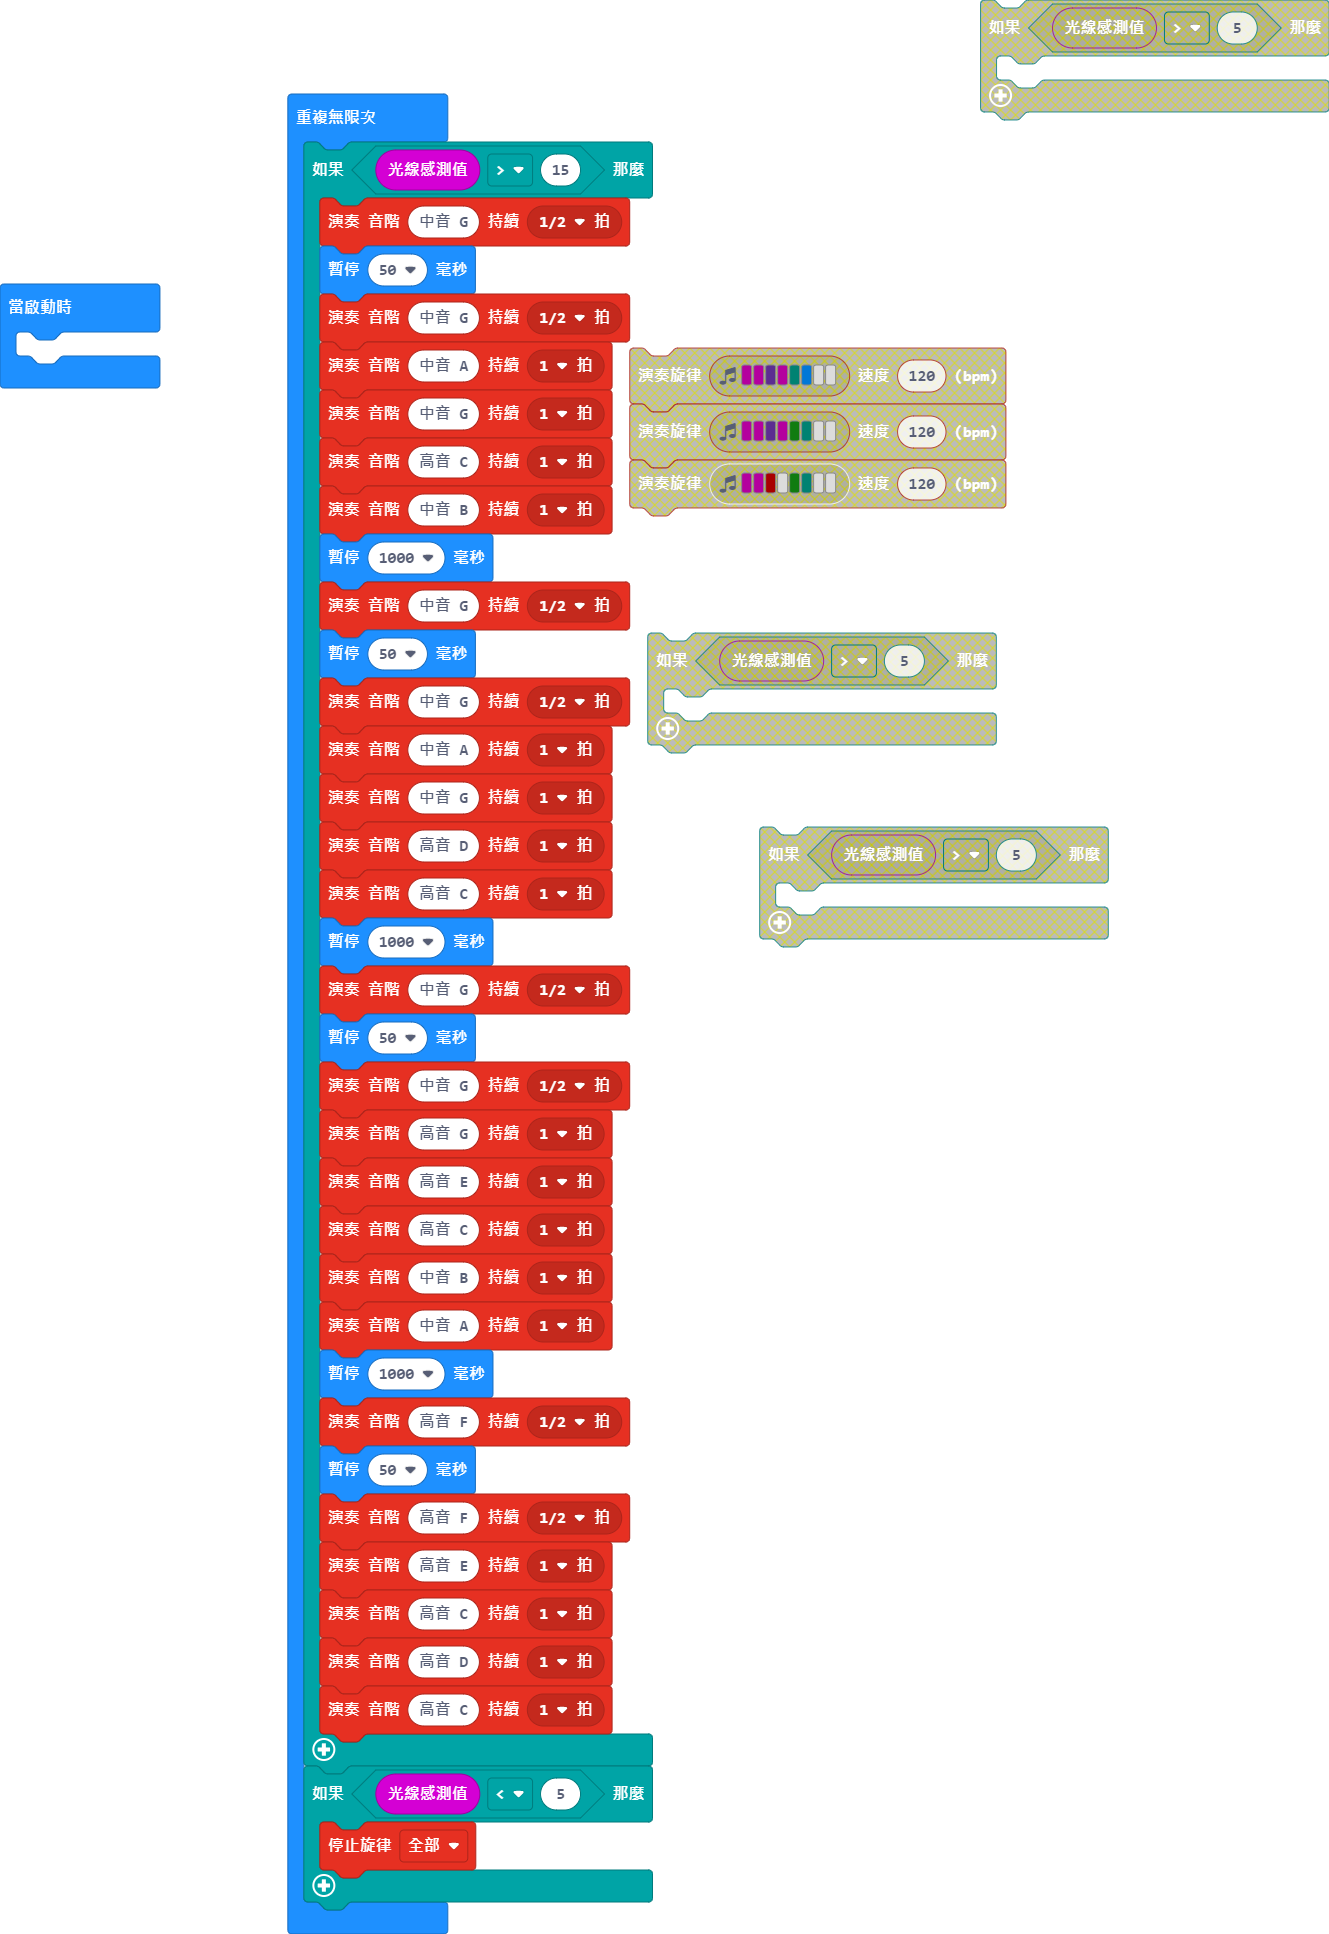 如果 光線感測值 > 5 那麼
重複無限次
如果 光線感測值 > 15 那麼
演奏 音階 中音 G 持續 1/2 拍
暫停 50 毫秒
當啟動時
演奏 音階 中音 G 持續 1/2 拍
演奏 音階 中音 A 持續 1 拍
演奏旋律 速度 120 (bpm)
演奏 音階 中音 G 持續 1 拍
演奏旋律 速度 120 (bpm)
演奏 音階 高音 C 持續 1 拍
演奏旋律 速度 120 (bpm)
演奏 音階 中音 B 持續 1 拍
暫停 1000 毫秒
演奏 音階 中音 G 持續 1/2 拍
暫停 50 毫秒
如果 光線感測值 > 5 那麼
演奏 音階 中音 G 持續 1/2 拍
演奏 音階 中音 A 持續 1 拍
演奏 音階 中音 G 持續 1 拍
演奏 音階 高音 D 持續 1 拍
如果 光線感測值 > 5 那麼
演奏 音階 高音 C 持續 1 拍
暫停 1000 毫秒
演奏 音階 中音 G 持續 1/2 拍
暫停 50 毫秒
演奏 音階 中音 G 持續 1/2 拍
演奏 音階 高音 G 持續 1 拍
演奏 音階 高音 E 持續 1 拍
演奏 音階 高音 C 持續 1 拍
演奏 音階 中音 B 持續 1 拍
演奏 音階 中音 A 持續 1 拍
暫停 1000 毫秒
演奏 音階 高音 F 持續 1/2 拍
暫停 50 毫秒
演奏 音階 高音 F 持續 1/2 拍
演奏 音階 高音 E 持續 1 拍
演奏 音階 高音 C 持續 1 拍
演奏 音階 高音 D 持續 1 拍
演奏 音階 高音 C 持續 1 拍
如果 光線感測值 < 5 那麼
停止旋律 全部